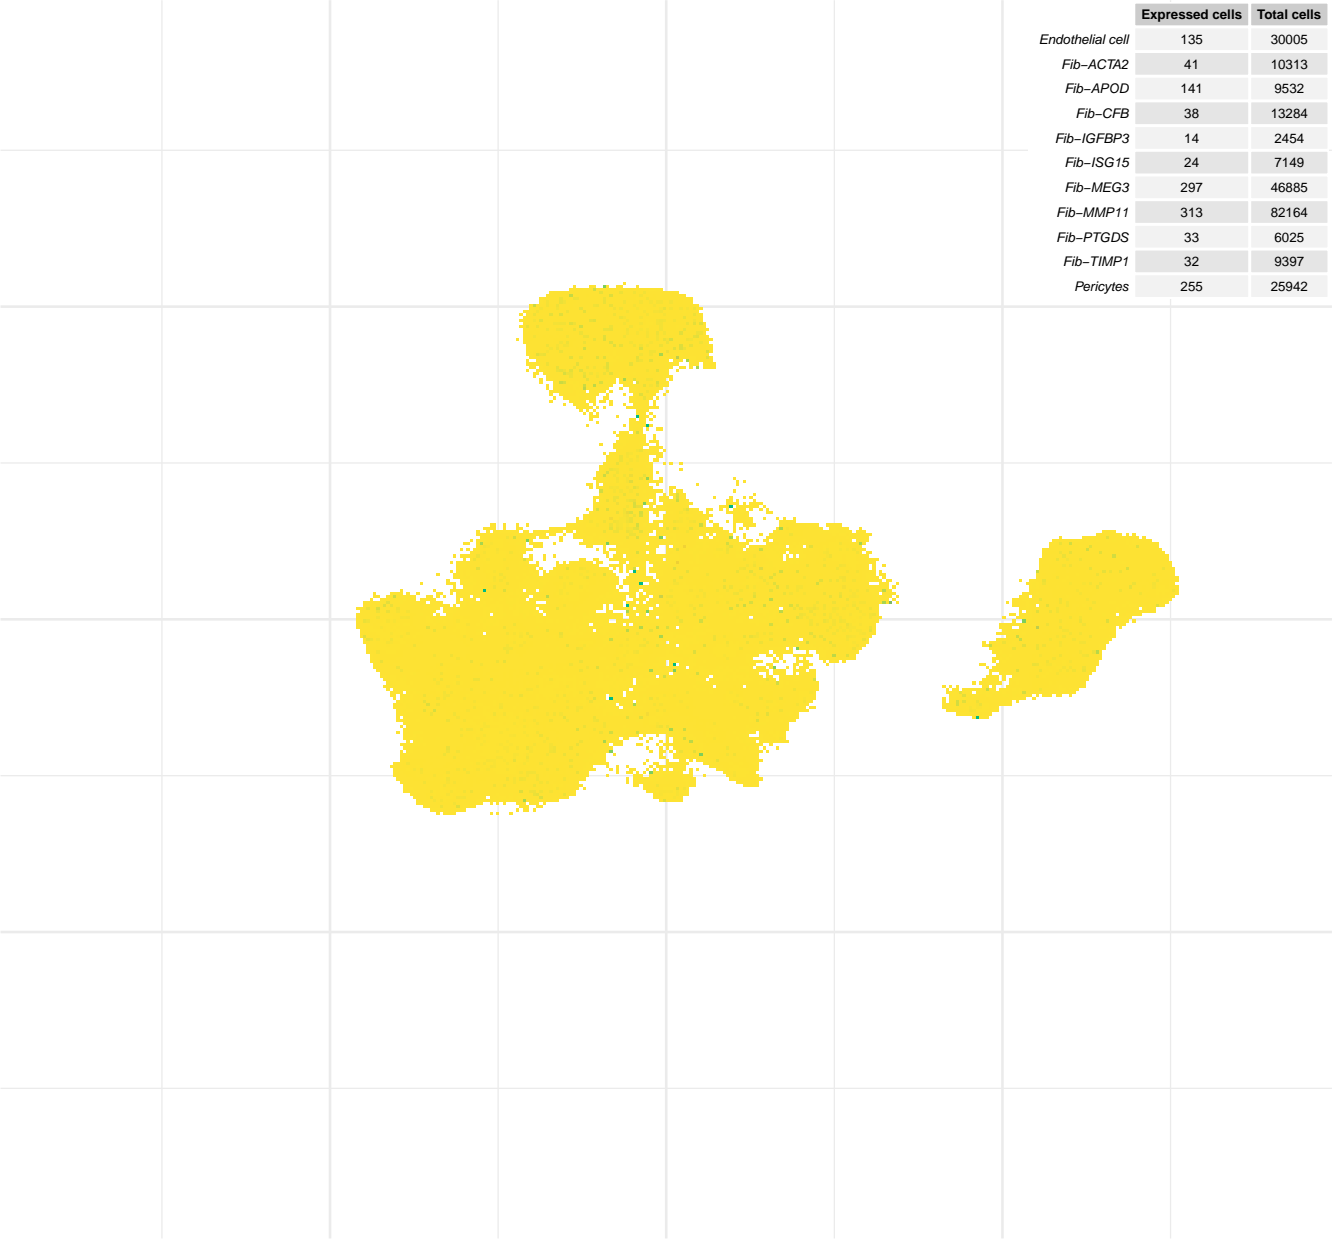 Expressed cells Total cells
Endothelial cell 135 30005
Fib−ACTA2 41 10313
Fib−APOD 141 9532
Fib−CFB 38 13284
Fib−IGFBP3 14 2454
Fib−ISG15 24 7149
Fib−MEG3 297 46885
Fib−MMP11 313 82164
Fib−PTGDS 33 6025
Fib−TIMP1 32 9397
Pericytes 255 25942